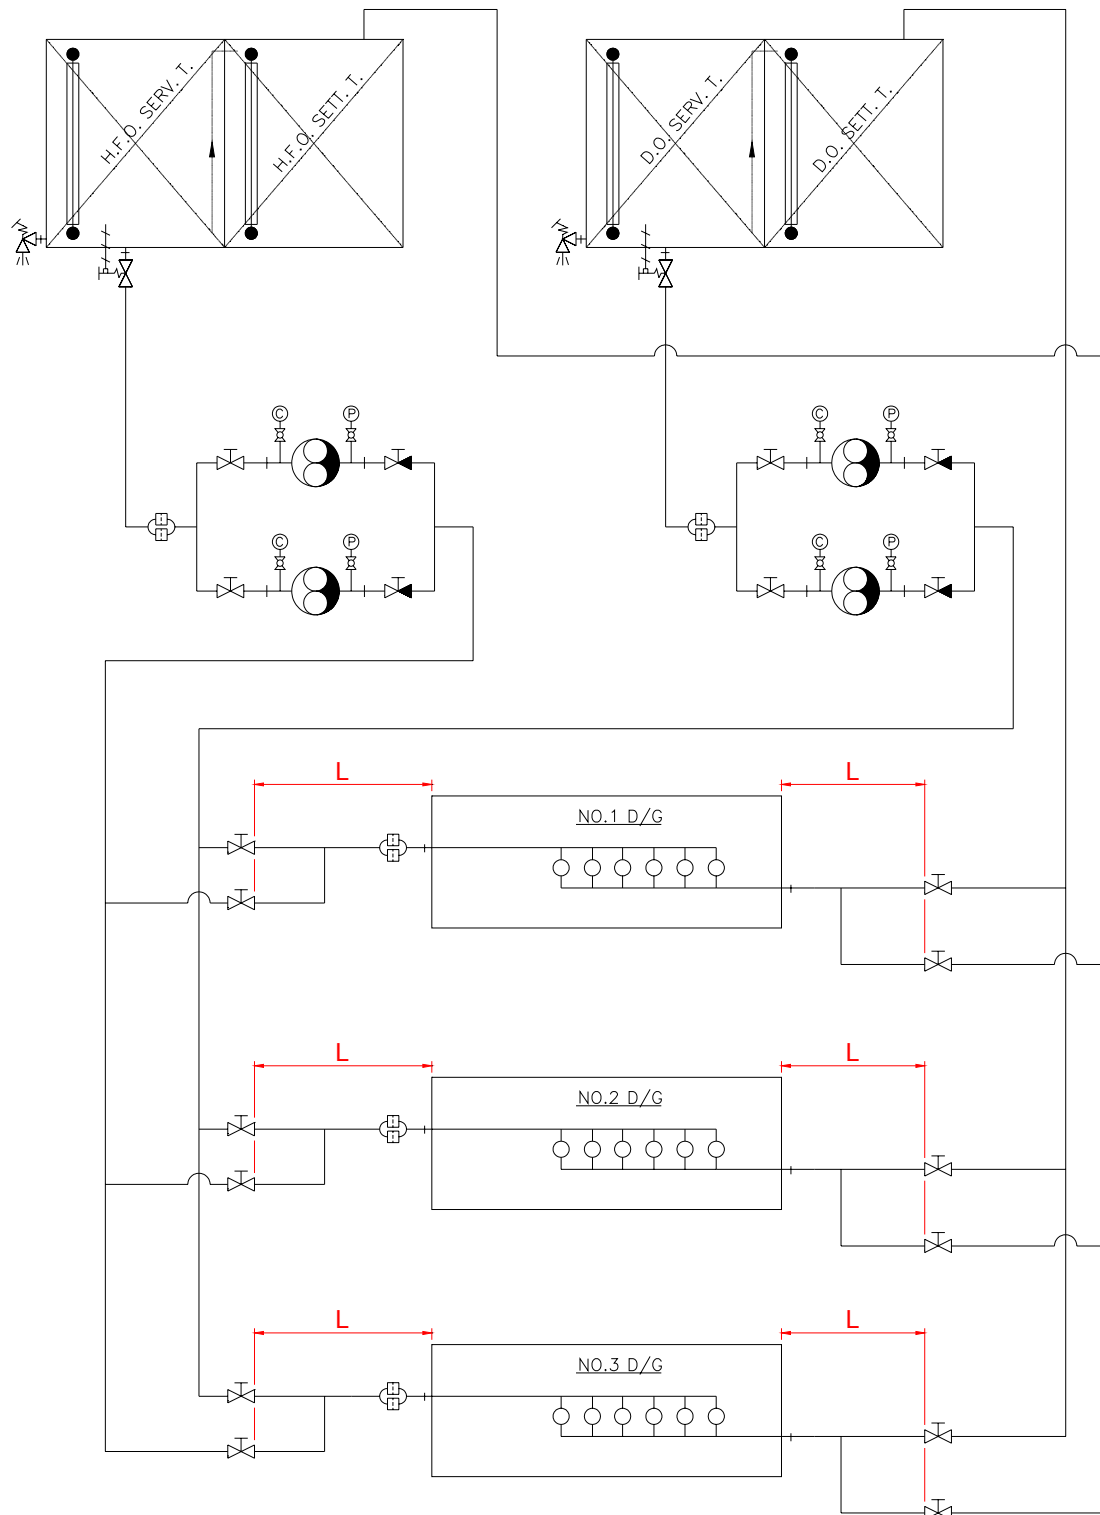 H.F.O. SERV. T.
H.F.O. SETT. T.
D.O. SERV. T.
D.O. SETT. T.
C
P
C
P
C
P
C
P
L
L
NO.1 D/G
L
L
NO.2 D/G
L
L
NO.3 D/G